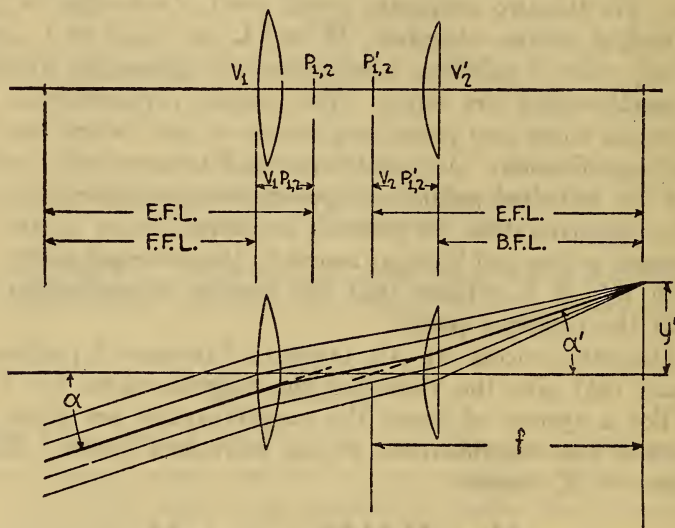 V₁ P₁,₂ P'₁,₂ V'₂
V₁P₁,₂ V₂P'₁,₂
E.F.L. E.F.L.
F.F.L. B.F.L.
α α' y'
f